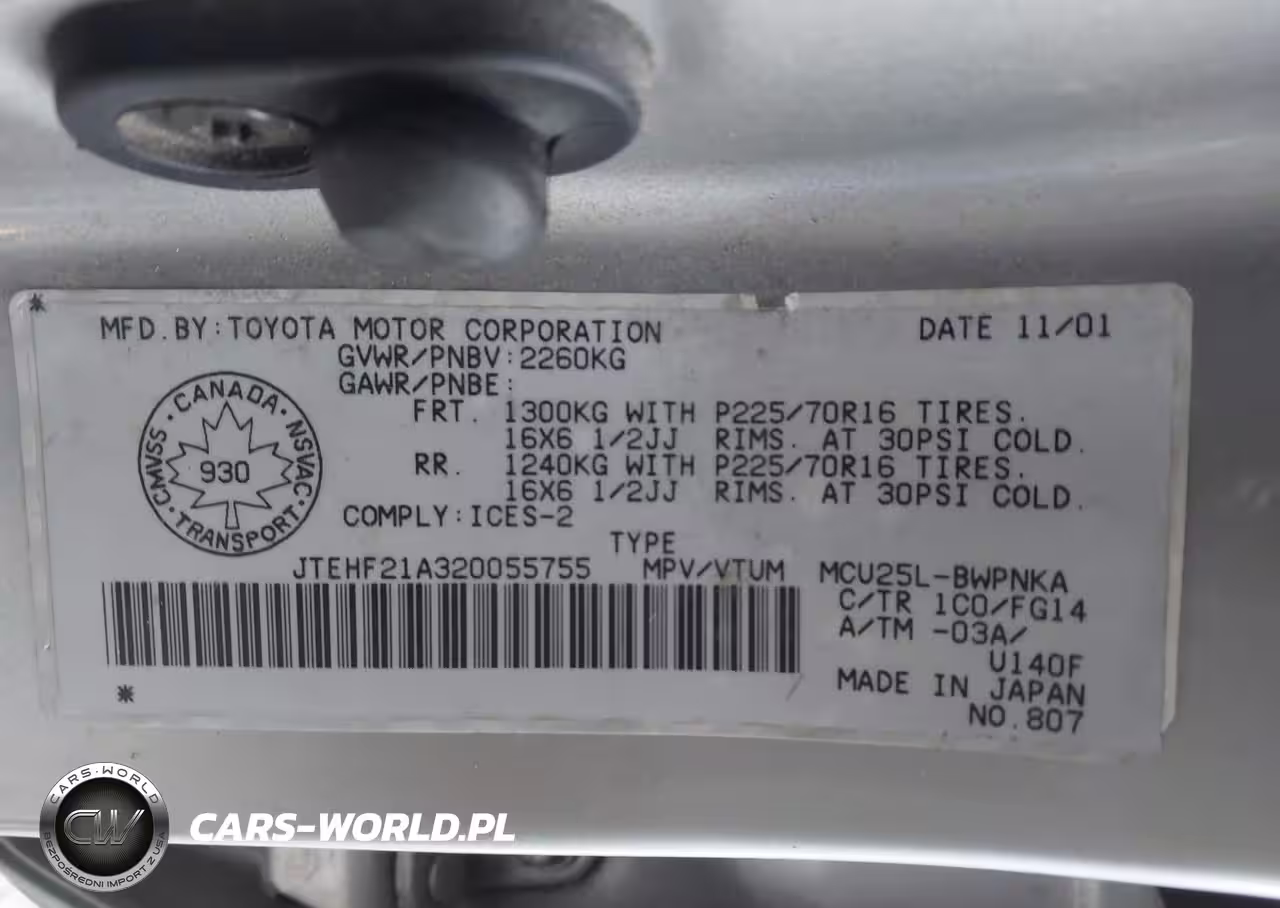 MFD. BY: TOYOTA MOTOR CORPORATION DATE 11/01
GVWR/PNBV: 2260KG
GAWR/PNBE:
FRT. 1300KG WITH P225/70R16 TIRES.
16X6 1/2JJ RIMS. AT 30PSI COLD.
RR. 1240KG WITH P225/70R16 TIRES.
16X6 1/2JJ RIMS. AT 30PSI COLD.
COMPLY: ICES-2
CANADA · NSVAC · TRANSPORT · CMVSS ·
930
TYPE
JTEHF21A320055755 MPV/VTUM MCU25L-BWPNKA
C/TR 1C0/FG14
A/TM -03A/
U140F
MADE IN JAPAN
NO. 807
CARS-WORLD
CW
BEZPOŚREDNI IMPORT Z USA
CARS-WORLD.PL